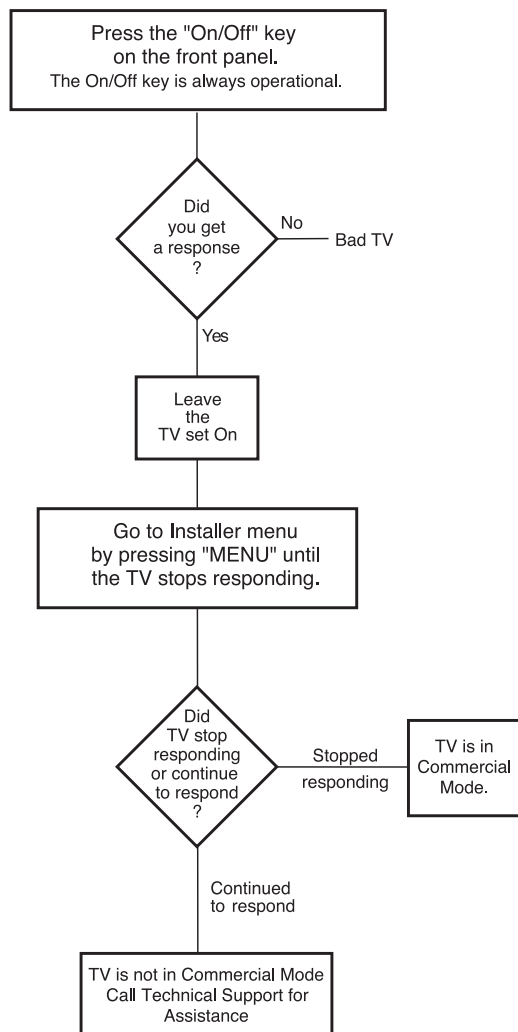 Press the "On/Off" key
on the front panel.
The On/Off key is always operational.
Did
you get
a response
?
No
Bad TV
Yes
Leave
the
TV set On
Go to Installer menu
by pressing "MENU" until
the TV stops responding.
Did
TV stop
responding
or continue
to respond
?
Stopped
responding
TV is in
Commercial
Mode.
Continued
to respond
TV is not in Commercial Mode
Call Technical Support for
Assistance